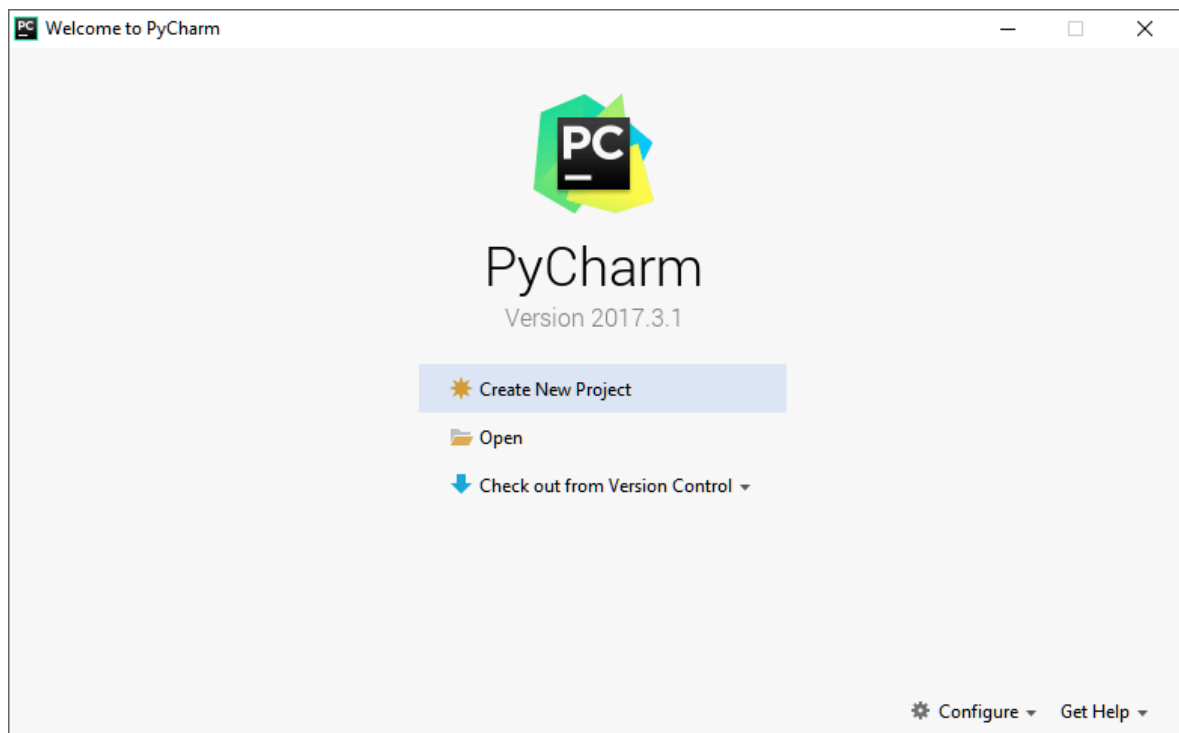 PC Welcome to PyCharm
PC
PyCharm
Version 2017.3.1
Create New Project
Open
Check out from Version Control
Configure Get Help